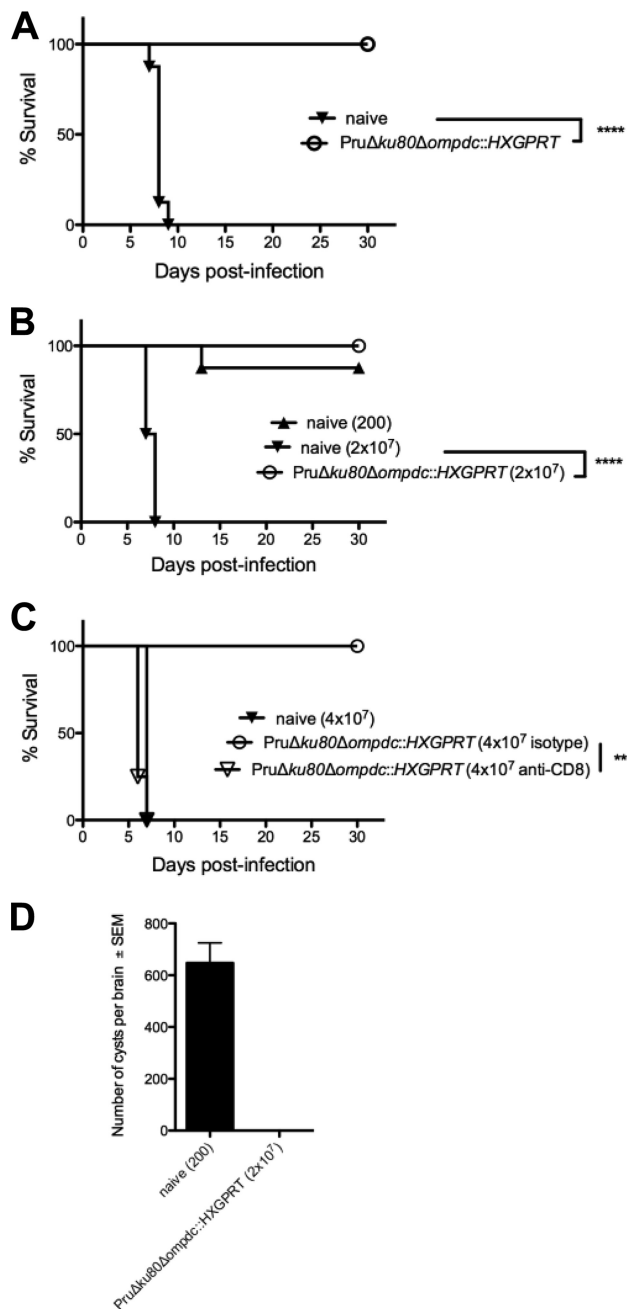 A
% Survival
100
50
0
0 5 10 15 20 25 30
Days post-infection
naive
PruΔku80Δompdc::HXGPRT
****
B
% Survival
100
50
0
0 5 10 15 20 25 30
Days post-infection
naive (200)
naive (2x10⁷)
PruΔku80Δompdc::HXGPRT (2x10⁷)
****
C
% Survival
100
50
0
0 5 10 15 20 25 30
Days post-infection
naive (4x10⁷)
PruΔku80Δompdc::HXGPRT (4x10⁷ isotype)
PruΔku80Δompdc::HXGPRT (4x10⁷ anti-CD8)
**
D
Number of cysts per brain ± SEM
800
600
400
200
0
naive (200)
PruΔku80Δompdc::HXGPRT (2x10⁷)